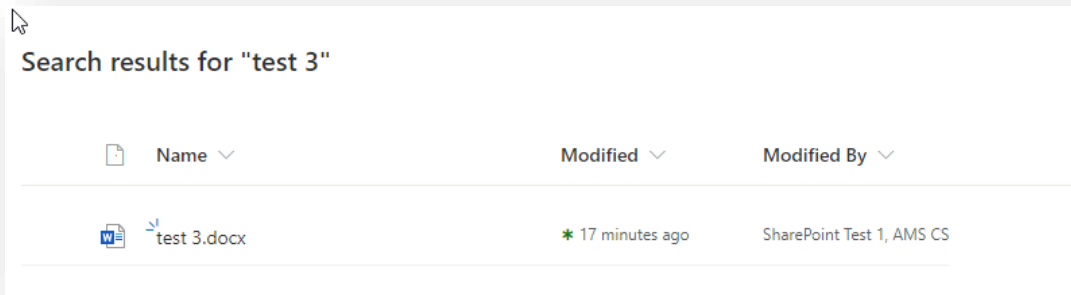 Search results for "test 3"
Name Modified Modified By
test 3.docx 17 minutes ago SharePoint Test 1, AMS CS